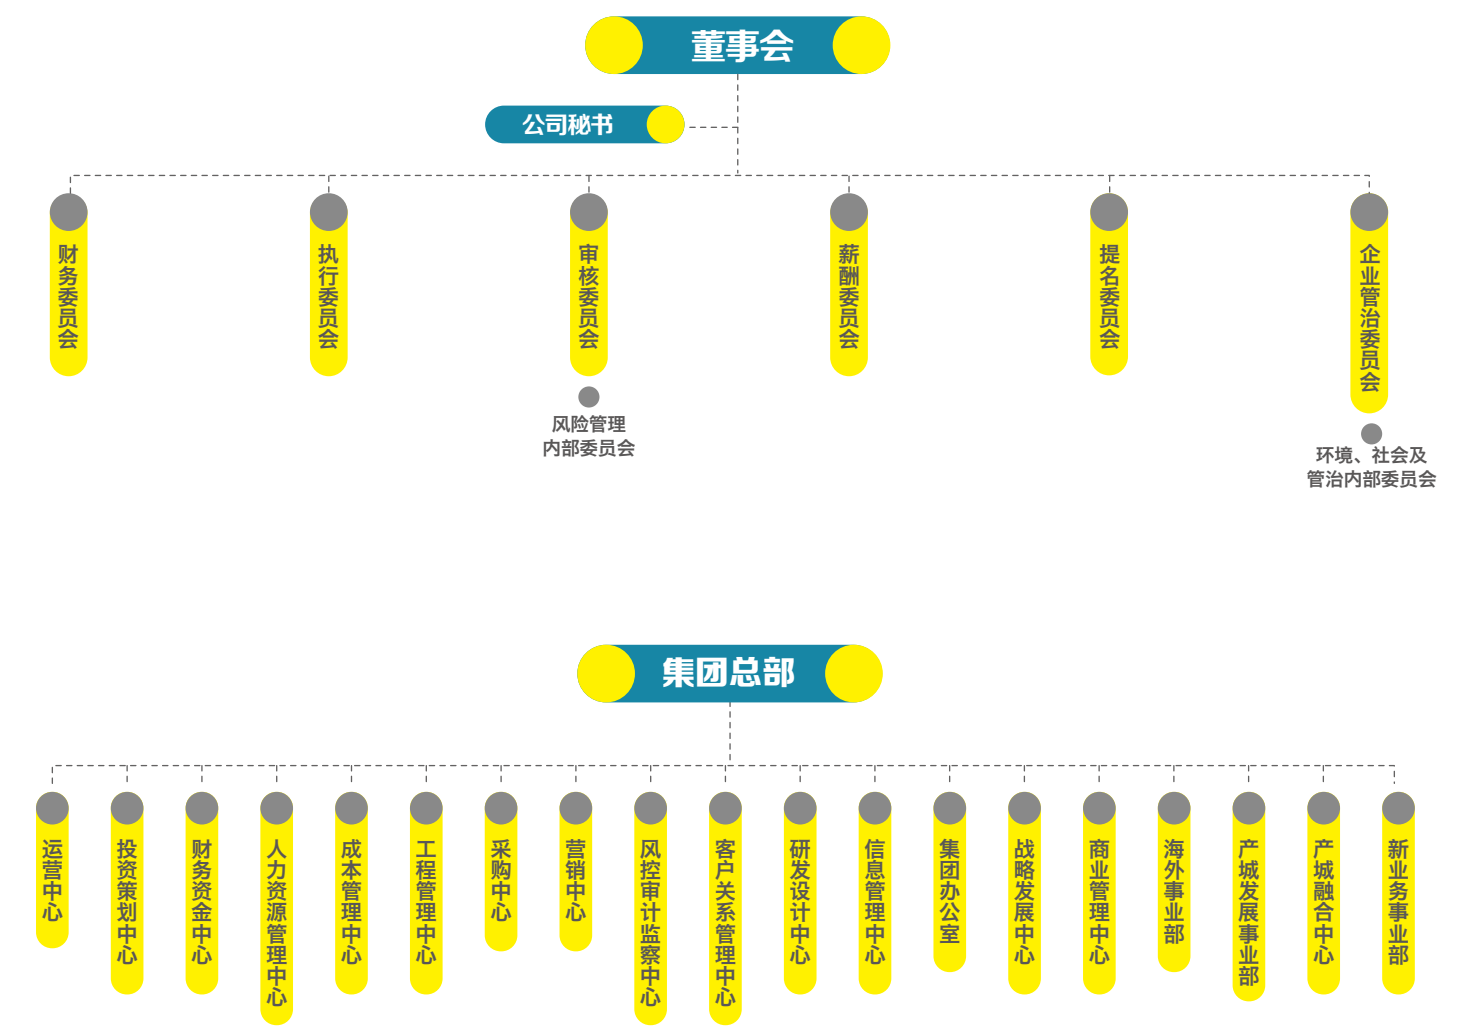 董事会
公司秘书
财务委员会
执行委员会
审核委员会
薪酬委员会
提名委员会
企业管治委员会
风险管理
内部委员会
环境、社会及
管治内部委员会
集团总部
运营中心
投资策划中心
财务资金中心
人力资源管理中心
成本管理中心
工程管理中心
采购中心
营销中心
风控审计监察中心
客户关系管理中心
研发设计中心
信息管理中心
集团办公室
战略发展中心
商业管理中心
海外事业部
产城发展事业部
产城融合中心
新业务事业部